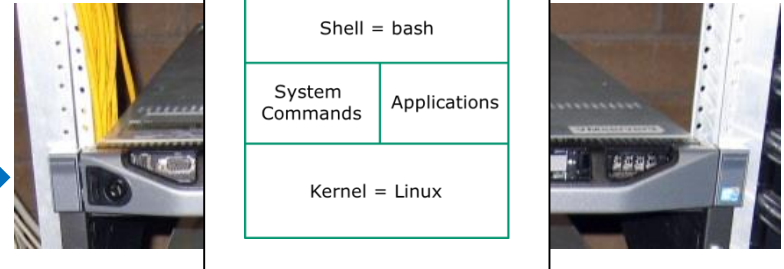 Shell = bash
System
Commands
Applications
Kernel = Linux